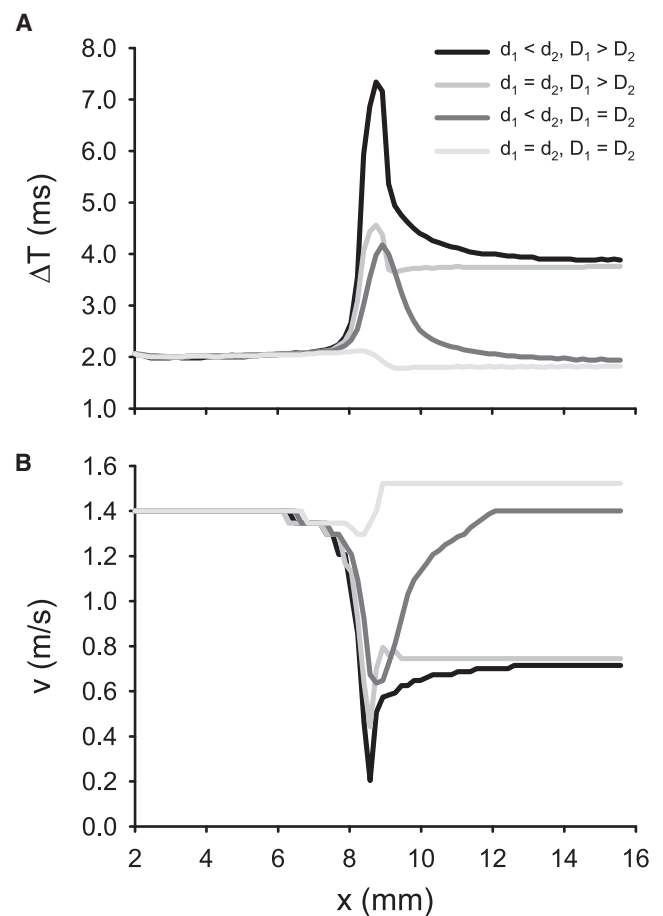 A
8.0
7.0
6.0
5.0
4.0
3.0
2.0
1.0
ΔT (ms)
d₁ < d₂, D₁ > D₂
d₁ = d₂, D₁ > D₂
d₁ < d₂, D₁ = D₂
d₁ = d₂, D₁ = D₂
B
1.6
1.4
1.2
1.0
0.8
0.6
0.4
0.2
0.0
v (m/s)
2 4 6 8 10 12 14 16
x (mm)